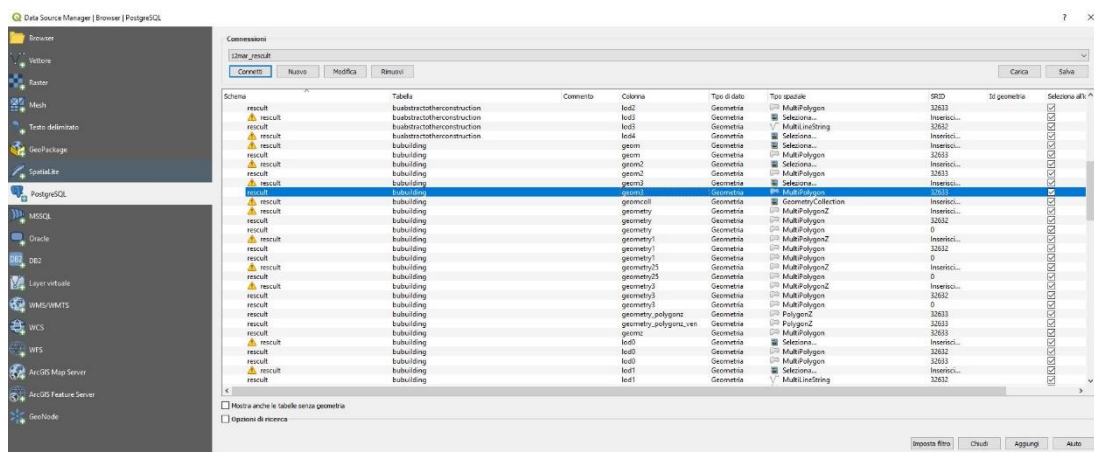 Data Source Manager | Browser | PostgreSQL
? ×
Browser
Vettore
Raster
Mesh
Testo delimitato
GeoPackage
SpatiaLite
PostgreSQL
MSSQL
Oracle
DB2 DB2
Layer virtuale
WMS/WMTS
WCS
WFS
ArcGIS Map Server
ArcGIS Feature Server
GeoNode
Connessioni
12mar_rescult
Connetti Nuovo Modifica Rimuovi Carica Salva
Schema Tabella Commento Colonna Tipo di dato Tipo spaziale SRID Id geometria Seleziona all'i
rescult buabstractotherconstruction lod2 Geometria MultiPolygon 32633
rescult buabstractotherconstruction lod3 Geometria Seleziona... Inserisci...
rescult buabstractotherconstruction lod3 Geometria MultiLineString 32632
rescult buabstractotherconstruction lod4 Geometria Seleziona... Inserisci...
rescult bubuilding geom Geometria Seleziona... Inserisci...
rescult bubuilding geom Geometria MultiPolygon 32633
rescult bubuilding geom2 Geometria Seleziona... Inserisci...
rescult bubuilding geom2 Geometria MultiPolygon 32633
rescult bubuilding geom3 Geometria Seleziona... Inserisci...
rescult bubuilding geom3 Geometria MultiPolygon 32633
rescult bubuilding geomcoll Geometria GeometryCollection Inserisci...
rescult bubuilding geometry Geometria MultiPolygonZ Inserisci...
rescult bubuilding geometry Geometria MultiPolygon 32632
rescult bubuilding geometry Geometria MultiPolygon 0
rescult bubuilding geometry1 Geometria MultiPolygonZ Inserisci...
rescult bubuilding geometry1 Geometria MultiPolygon 32632
rescult bubuilding geometry1 Geometria MultiPolygon 0
rescult bubuilding geometry25 Geometria MultiPolygonZ Inserisci...
rescult bubuilding geometry25 Geometria MultiPolygon 0
rescult bubuilding geometry3 Geometria MultiPolygonZ Inserisci...
rescult bubuilding geometry3 Geometria MultiPolygon 32632
rescult bubuilding geometry3 Geometria MultiPolygon 0
rescult bubuilding geometry_polygonz Geometria PolygonZ 32633
rescult bubuilding geometry_polygonz_ven Geometria PolygonZ 32633
rescult bubuilding geomz Geometria MultiPolygon 32633
rescult bubuilding lod0 Geometria Seleziona... Inserisci...
rescult bubuilding lod0 Geometria MultiPolygon 32632
rescult bubuilding lod0 Geometria MultiPolygon 32633
rescult bubuilding lod1 Geometria Seleziona... Inserisci...
rescult bubuilding lod1 Geometria MultiLineString 32632
Mostra anche le tabelle senza geometria
Opzioni di ricerca
Imposta filtro Chiudi Aggiungi Aiuto